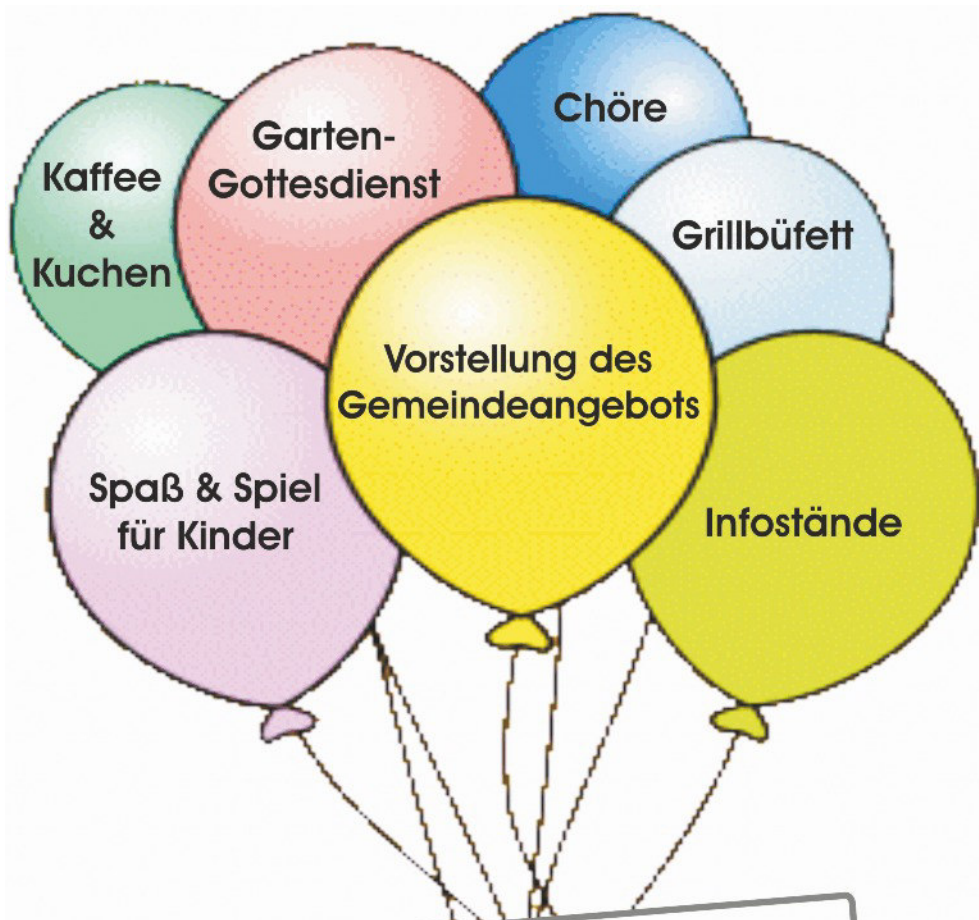 Kaffee
&
Kuchen
Garten-
Gottesdienst
Chöre
Grillbüfett
Vorstellung des
Gemeindeangebots
Spaß & Spiel
für Kinder
Infostände